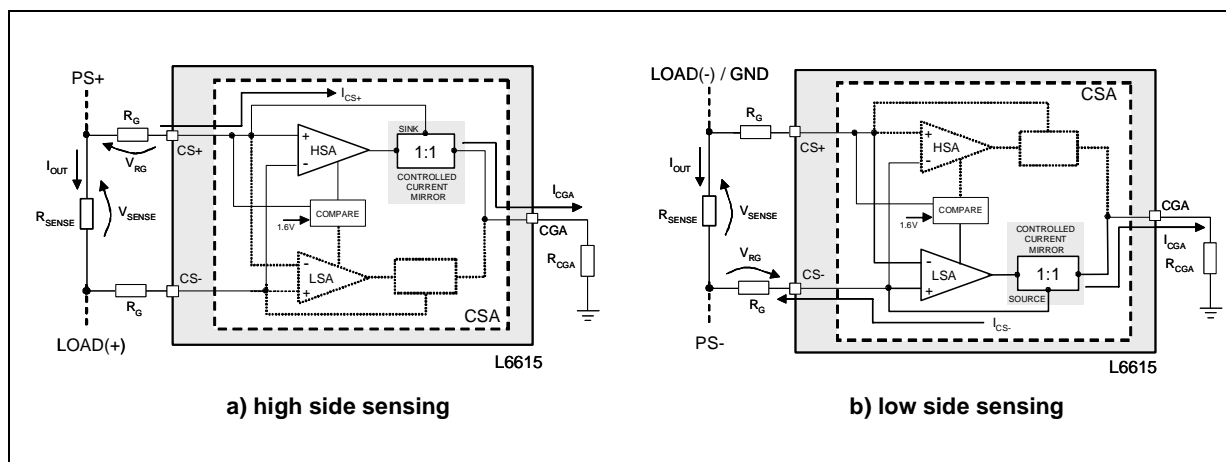 PS+
R_G
I_CS+
CS+
V_RG
I_OUT
R_SENSE
V_SENSE
+
HSA
-
SINK
1:1
CONTROLLED
CURRENT
MIRROR
I_CGA
COMPARE
1.6V
CGA
R_CGA
-
LSA
+
CS-
R_G
CSA
LOAD(+)
L6615
a) high side sensing
LOAD(-) / GND
CSA
R_G
CS+
+
HSA
-
I_OUT
R_SENSE
V_SENSE
COMPARE
1.6V
CGA
CONTROLLED
CURRENT
MIRROR
I_CGA
R_CGA
V_RG
CS-
-
LSA
+
1:1
SOURCE
R_G
I_CS-
PS-
L6615
b) low side sensing